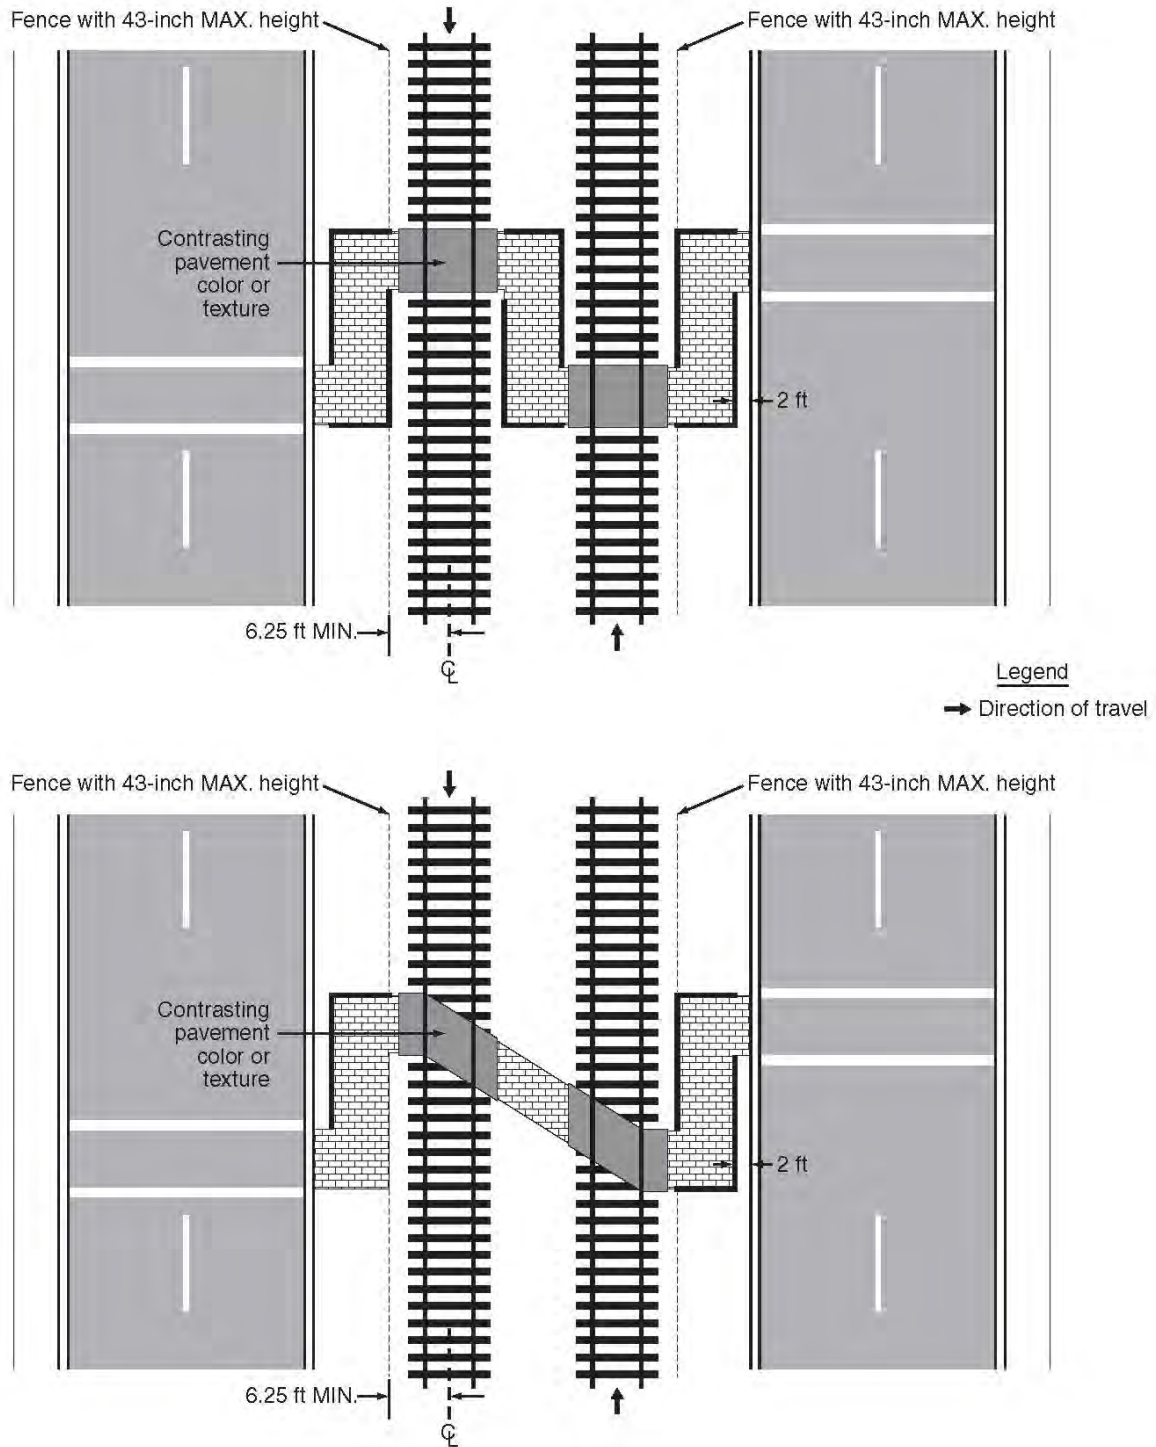 Fence with 43-inch MAX. height
Fence with 43-inch MAX. height
Contrasting
pavement
color or
texture
2 ft
6.25 ft MIN.
℄
Legend
Direction of travel
Fence with 43-inch MAX. height
Fence with 43-inch MAX. height
Contrasting
pavement
color or
texture
2 ft
6.25 ft MIN.
℄